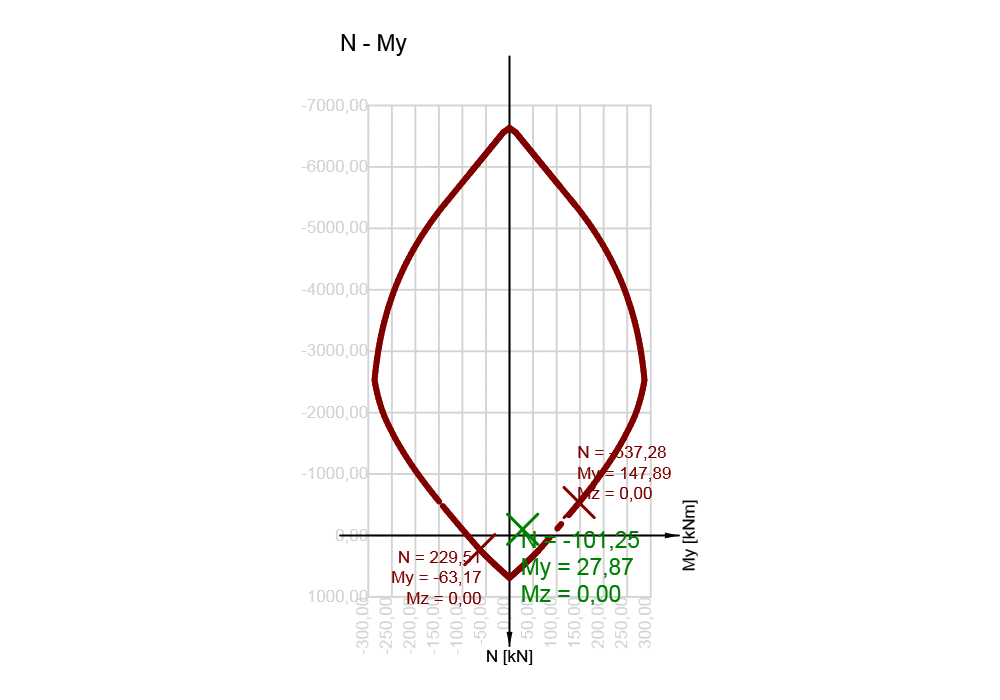 N - My
-7000,00
-6000,00
-5000,00
-4000,00
-3000,00
-2000,00
-1000,00
0,00
1000,00
N = -537,28
My = 147,89
Mz = 0,00
My [kNm]
N = -101,25
My = 27,87
Mz = 0,00
N = 229,51
My = -63,17
Mz = 0,00
-300,00
-250,00
-200,00
-150,00
-100,00
-50,00
0,00
50,00
100,00
150,00
200,00
250,00
300,00
N [kN]